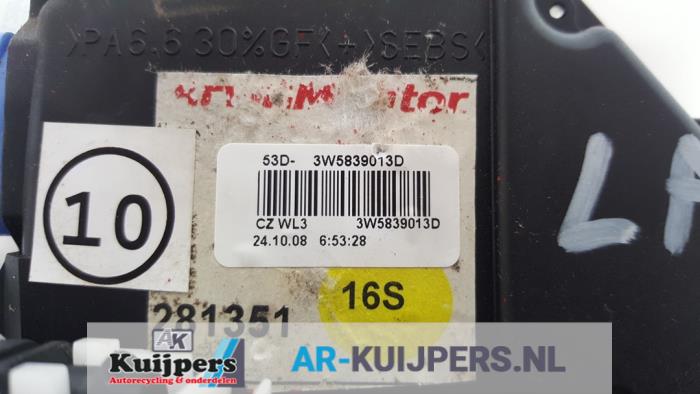 >PA6.6 30%GF<+>SEBS<
53D- 3W5839013D
CZ WL3 3W5839013D
24.10.08 6:53:28
10
16S
281351
LA
AK
Kuijpers
Autorecycling & onderdelen
AR-KUIJPERS.NL